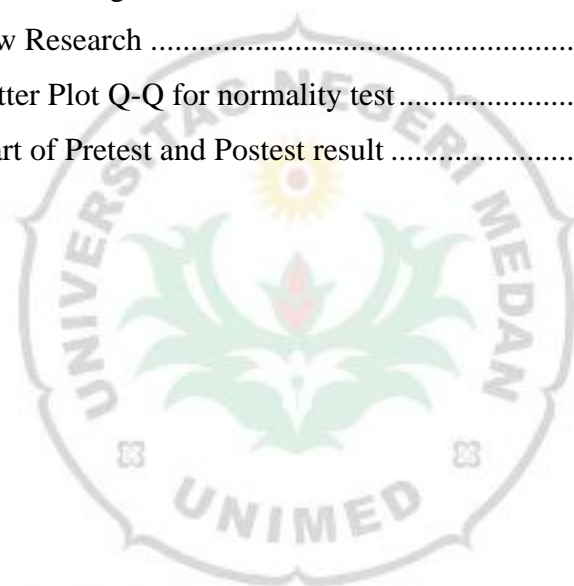 w Research ..........................................................................
tter Plot Q-Q for normality test ..............................
art of Pretest and Postest result ...............................
UNIVERSITAS NEGERI MEDAN
UNIMED